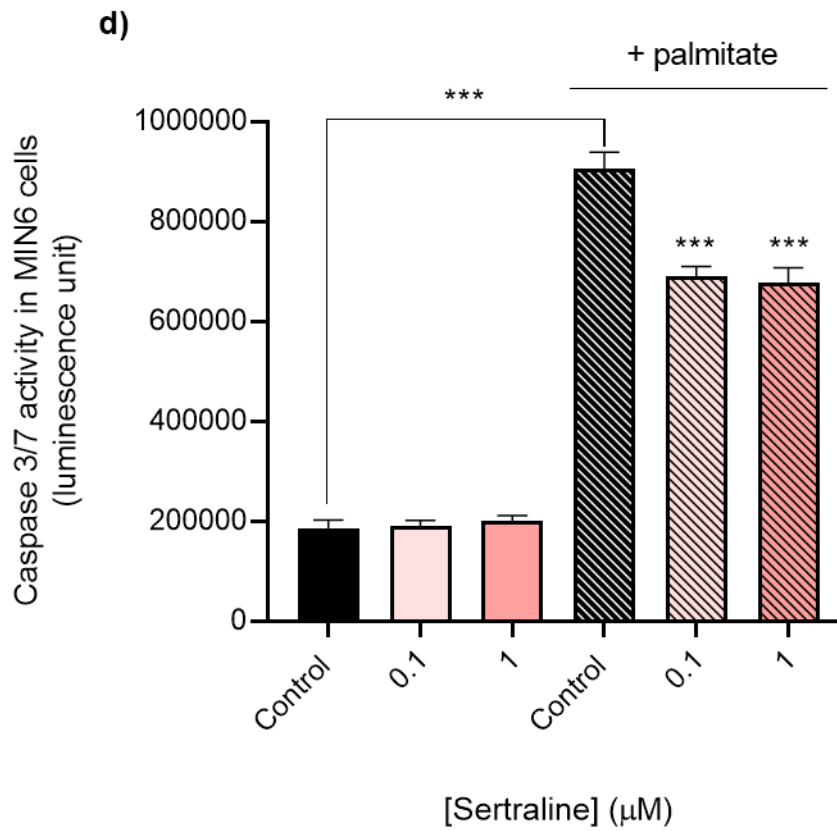 d)
+ palmitate
***
Caspase 3/7 activity in MIN6 cells
(luminescence unit)
1000000
800000
600000
400000
200000
0
*** ***
Control 0.1 1 Control 0.1 1
[Sertraline] (μM)